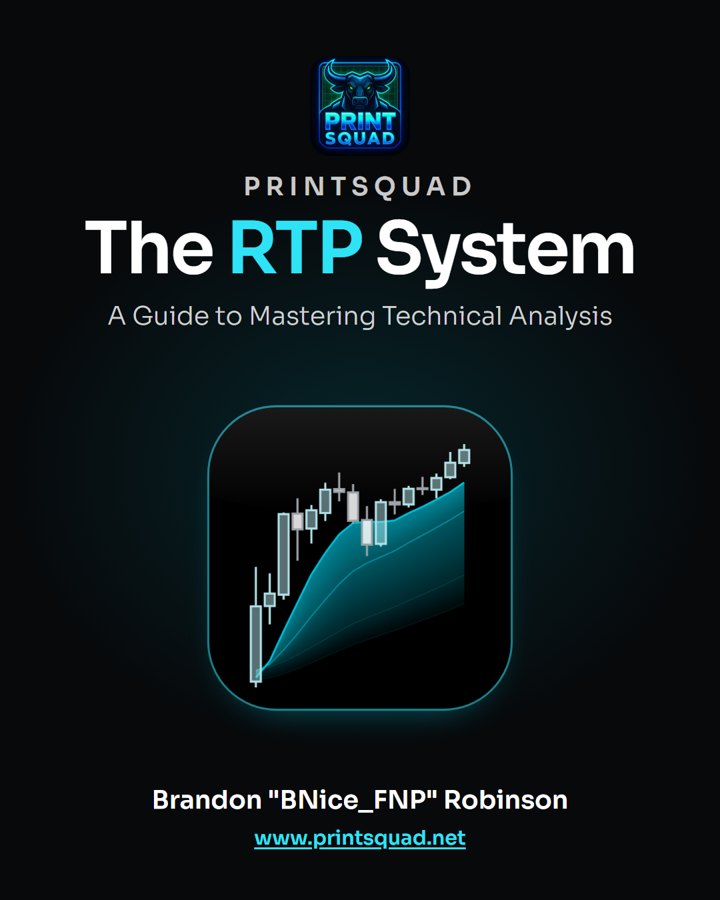 PRINT
SQUAD
PRINTSQUAD
The RTP System
A Guide to Mastering Technical Analysis
Brandon "BNice_FNP" Robinson
www.printsquad.net